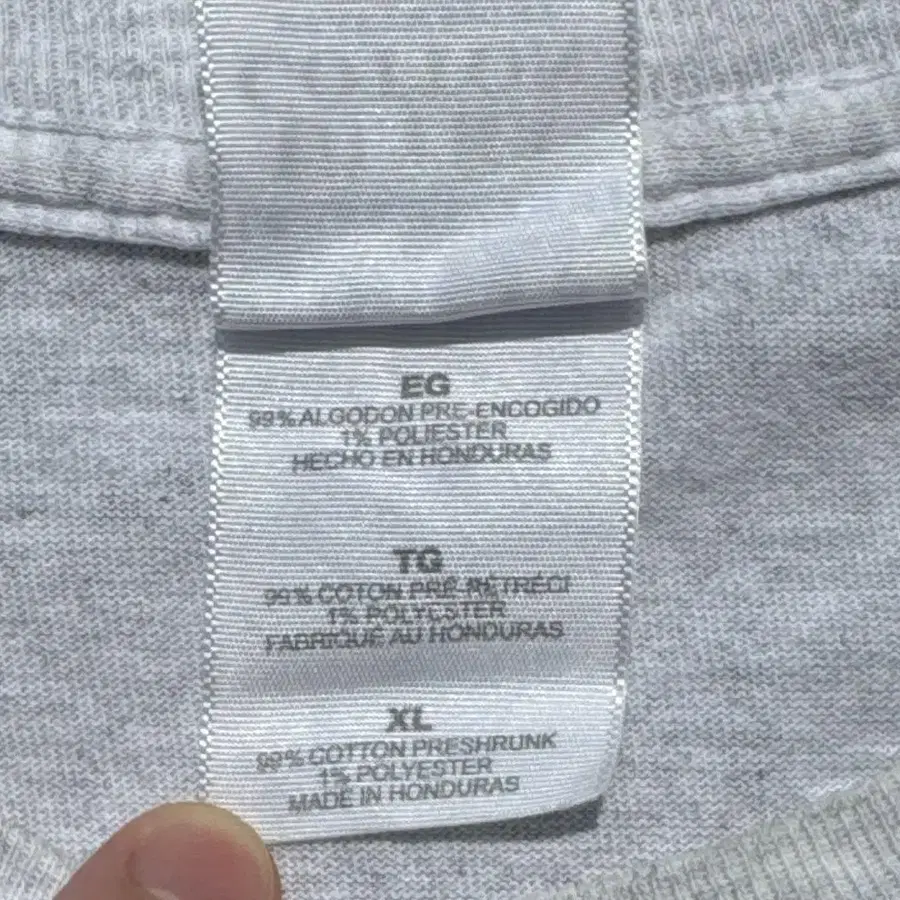 EG
99% ALGODON PRE-ENCOGIDO
1% POLIESTER
HECHO EN HONDURAS
TG
99% COTON PRÉ-RÉTRÉCI
1% POLYESTER
FABRIQUÉ AU HONDURAS
XL
99% COTTON PRESHRUNK
1% POLYESTER
MADE IN HONDURAS